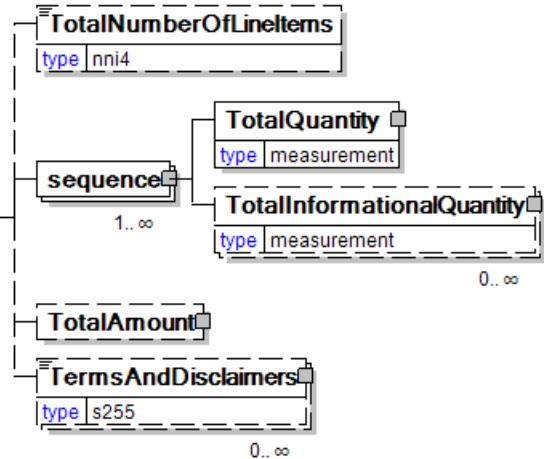 TotalNumberOfLineItems
type nni4
TotalQuantity
type measurement
sequence
1.. ∞
TotalInformationalQuantity
type measurement
0.. ∞
TotalAmount
TermsAndDisclaimers
type s255
0.. ∞